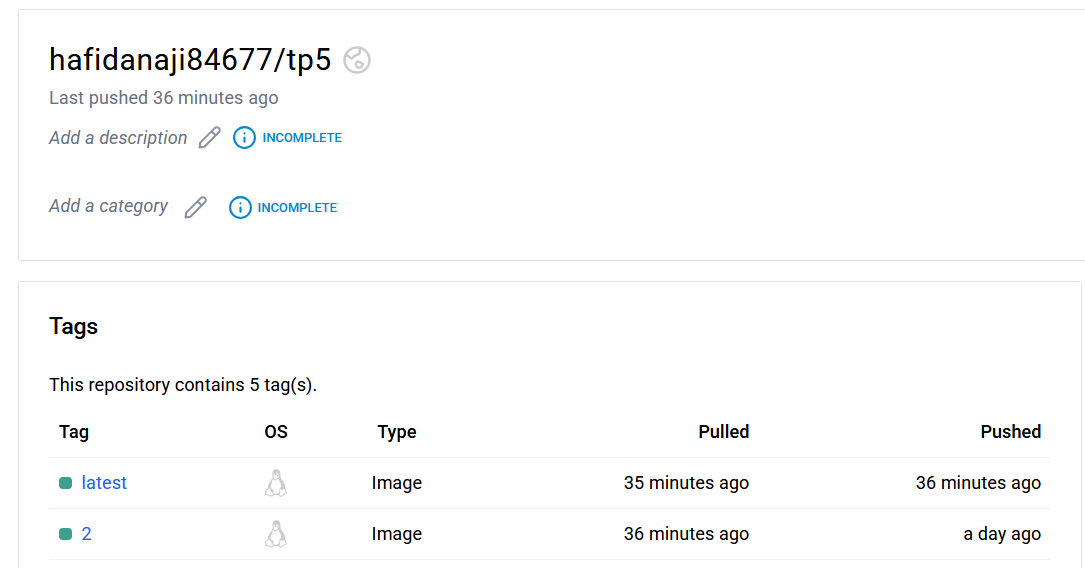 hafidanaji84677/tp5
Last pushed 36 minutes ago
Add a description INCOMPLETE
Add a category INCOMPLETE
Tags
This repository contains 5 tag(s).
Tag OS Type Pulled Pushed
latest Image 35 minutes ago 36 minutes ago
2 Image 36 minutes ago a day ago